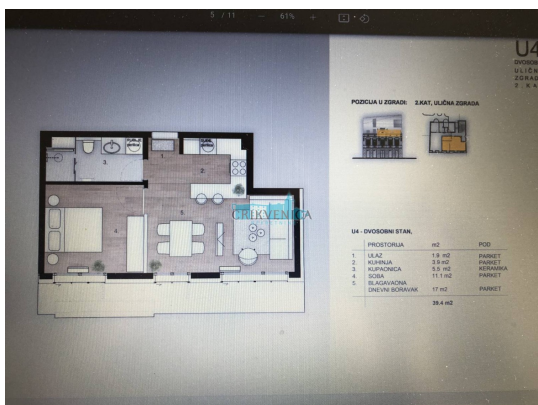 5 / 11 — 61% +
U4
DVOSOB
ULIČN
ZGRAD
2. KA
POZICIJA U ZGRADI: 2.KAT, ULIČNA ZGRADA
1.
2.
3.
4.
5.
CRIKVENICA
U4 - DVOSOBNI STAN,
PROSTORIJA m2 POD
1. ULAZ 1.9 m2 PARKET
2. KUHINJA 3.9 m2 PARKET
3. KUPAONICA 5.5 m2 KERAMIKA
4. SOBA 11.1 m2 PARKET
5. BLAGAVAONA
DNEVNI BORAVAK 17 m2 PARKET
39.4 m2